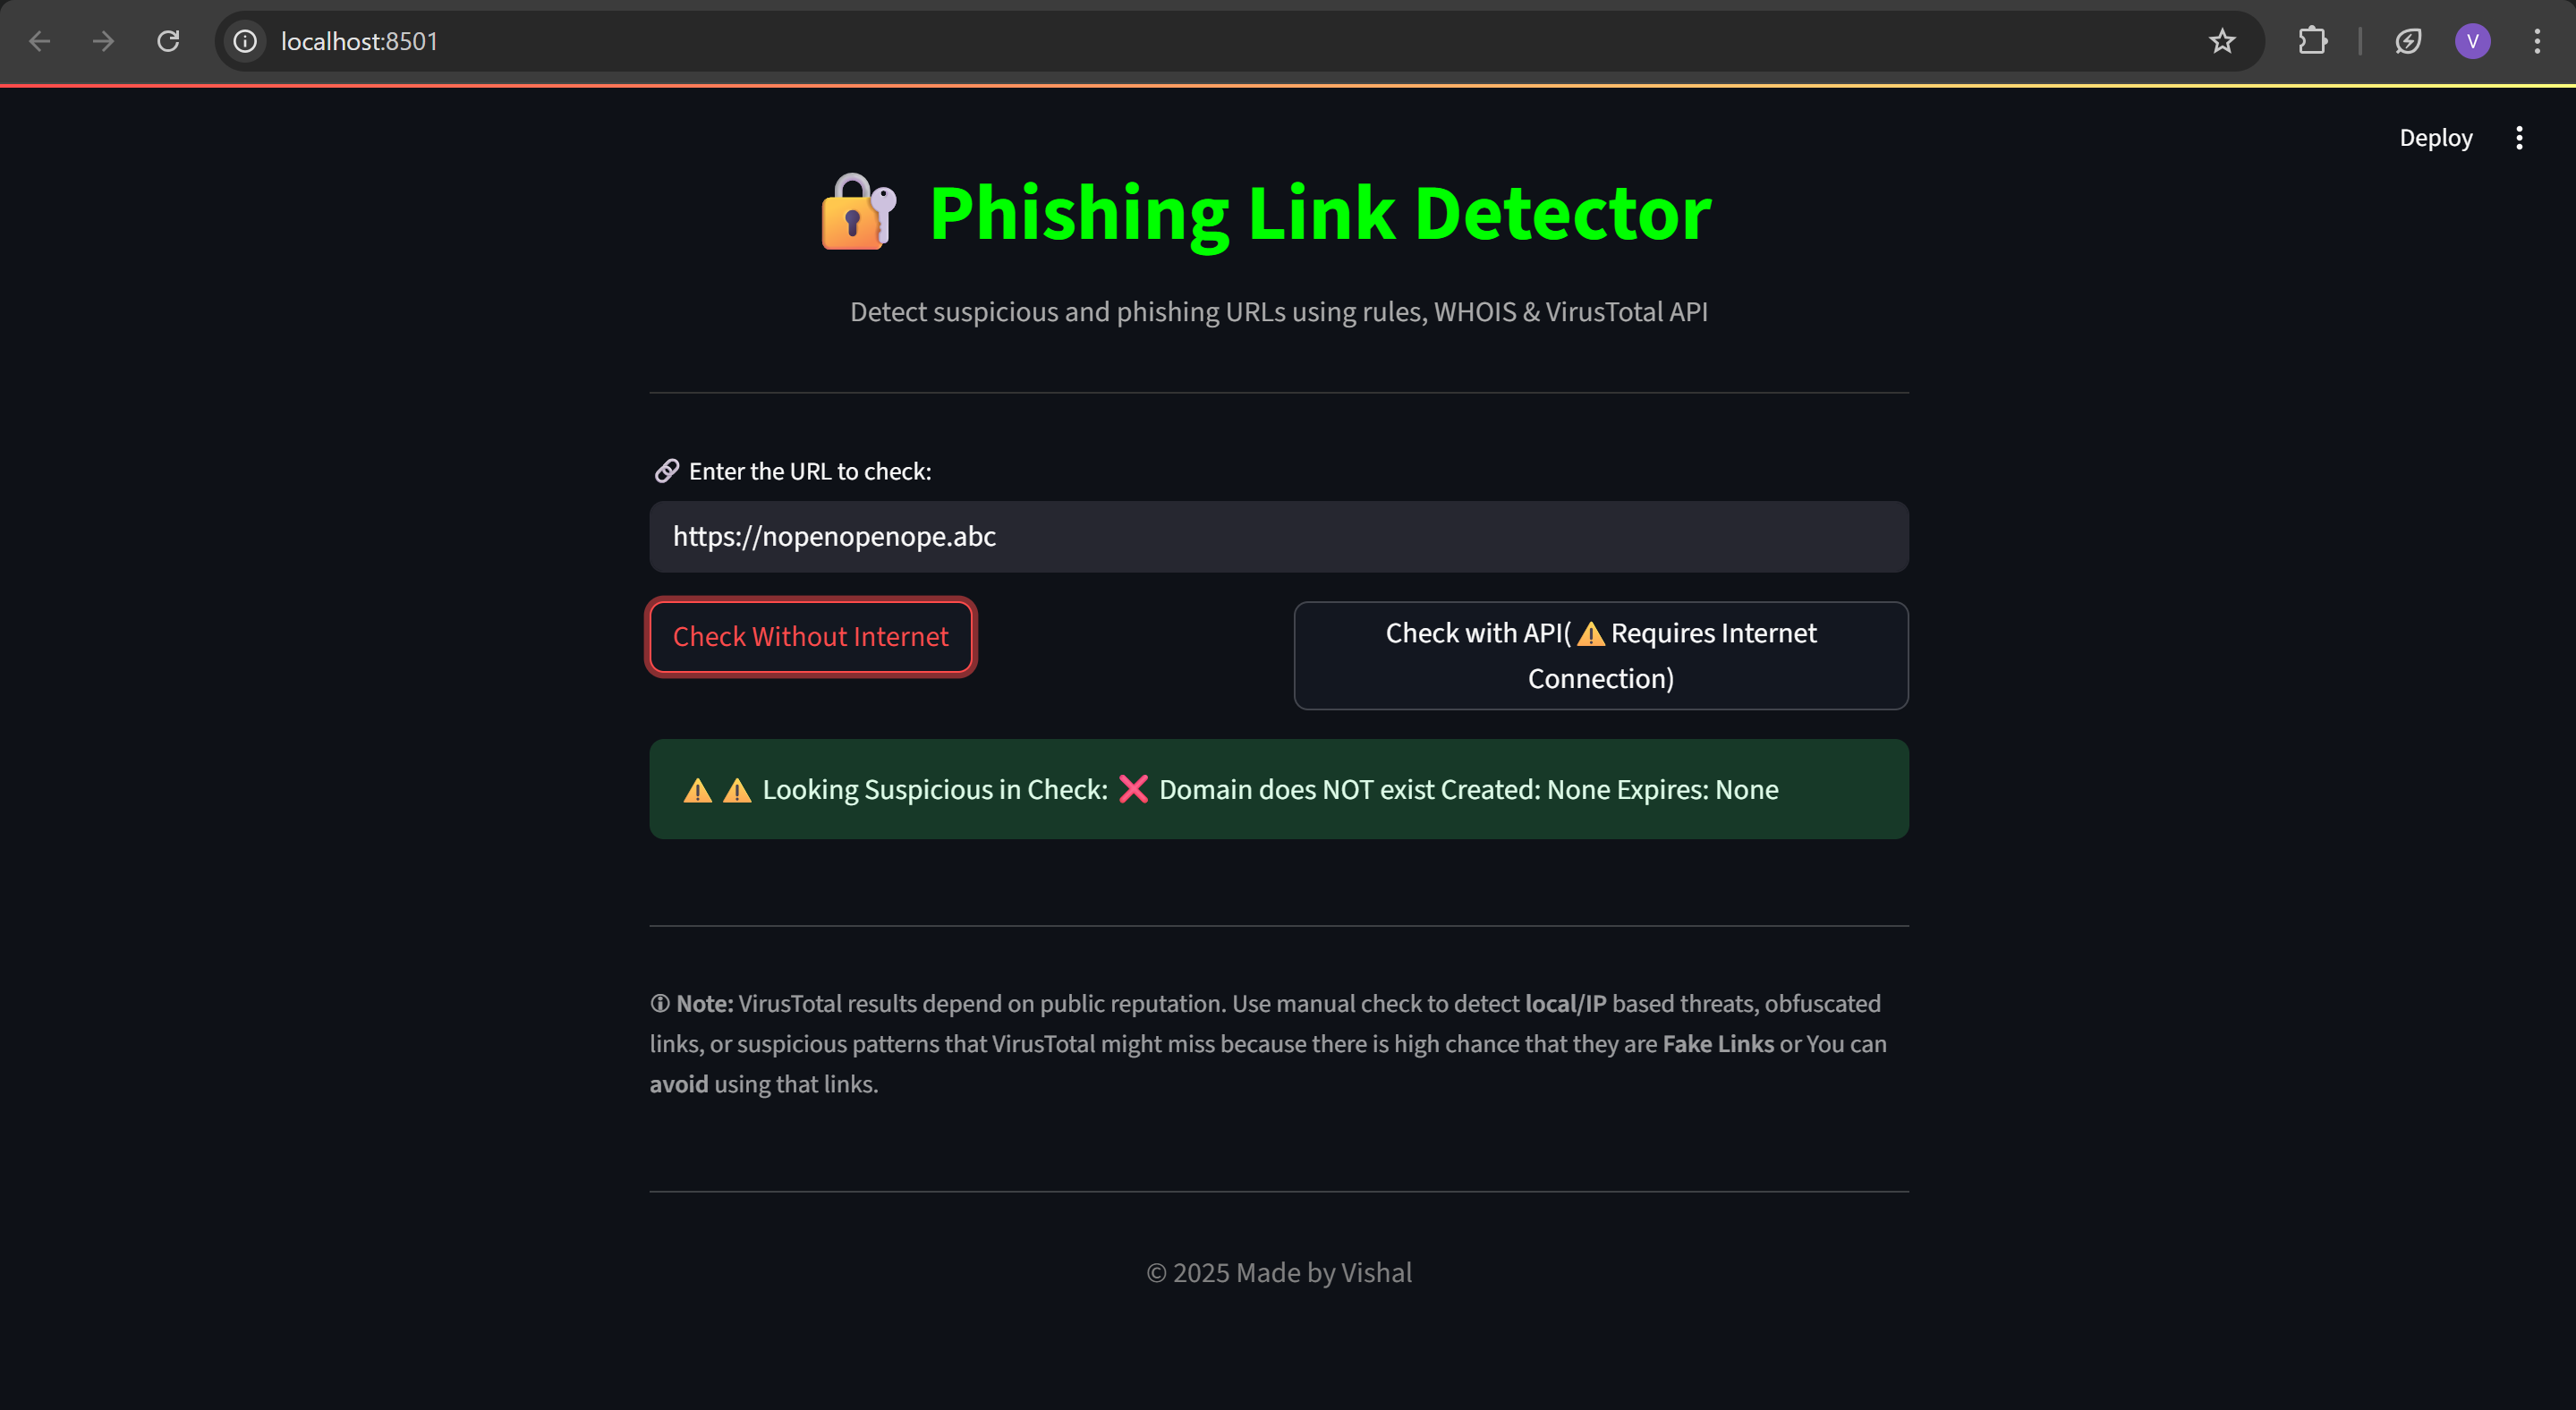 localhost:8501
V
Deploy
🔐 Phishing Link Detector
Detect suspicious and phishing URLs using rules, WHOIS & VirusTotal API
🔗 Enter the URL to check:
https://nopenopenope.abc
Check Without Internet
Check with API(⚠️Requires Internet
Connection)
⚠️ ⚠️ Looking Suspicious in Check: ❌ Domain does NOT exist Created: None Expires: None
🛈 Note: VirusTotal results depend on public reputation. Use manual check to detect local/IP based threats, obfuscated
links, or suspicious patterns that VirusTotal might miss because there is high chance that they are Fake Links or You can
avoid using that links.
© 2025 Made by Vishal